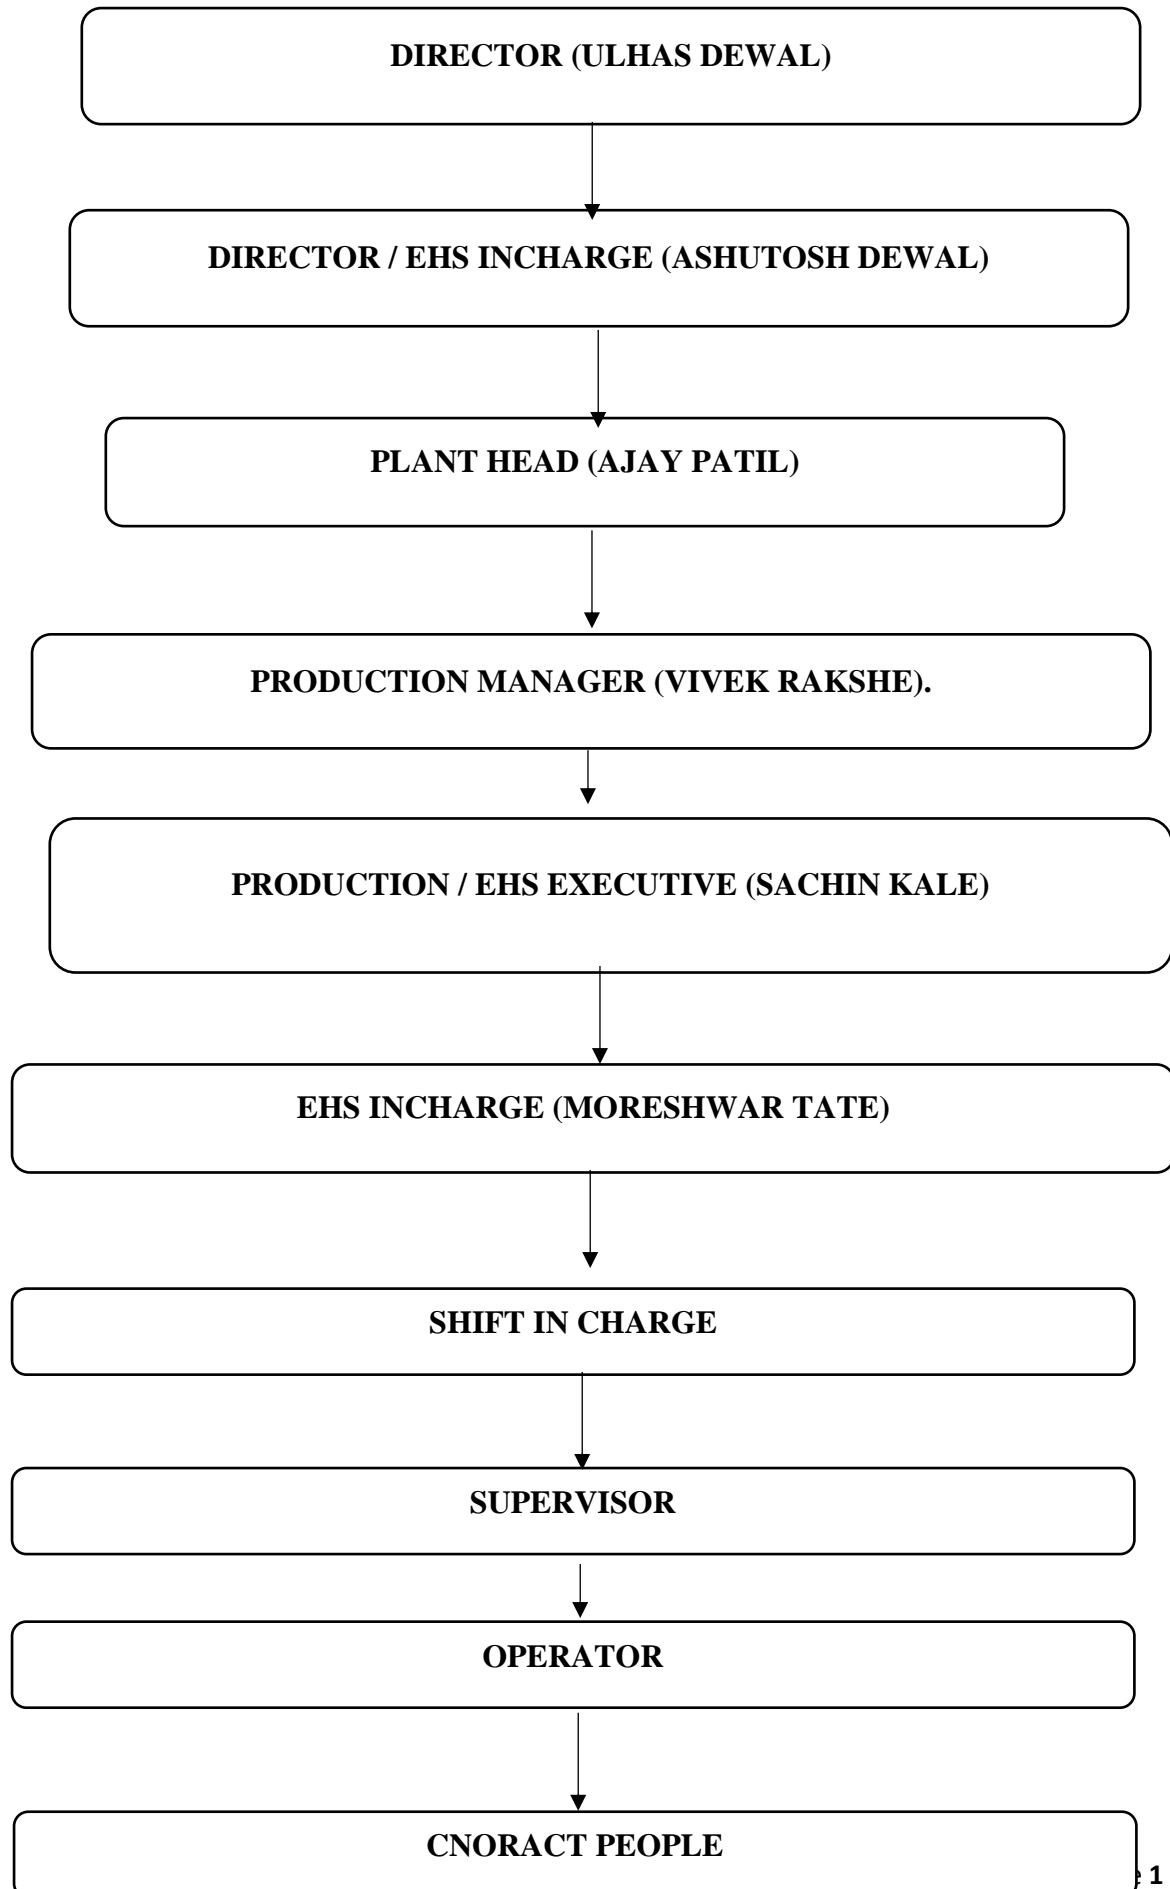 DIRECTOR (ULHAS DEWAL)
DIRECTOR / EHS INCHARGE (ASHUTOSH DEWAL)
PLANT HEAD (AJAY PATIL)
PRODUCTION MANAGER (VIVEK RAKSHE).
PRODUCTION / EHS EXECUTIVE (SACHIN KALE)
EHS INCHARGE (MORESHWAR TATE)
SHIFT IN CHARGE
SUPERVISOR
OPERATOR
CNORACT PEOPLE
1